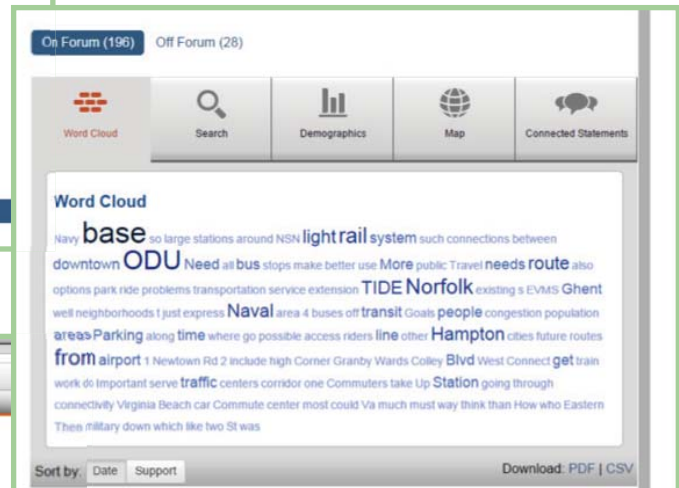 On Forum (196) Off Forum (28)
Word Cloud Search Demographics Map Connected Statements
Word Cloud
Navy base so large stations around NSN light rail system such connections between
downtown ODU Need all bus stops make better use More public Travel needs route also
options park ride problems transportation service extension TIDE Norfolk existing s EVMS Ghent
well neighborhoods t just express Naval area 4 buses off transit Goals people congestion population
areas Parking along time where go possible access riders line other Hampton cities future routes
from airport 1 Newtown Rd 2 include high Corner Granby Wards Colley Blvd West Connect get train
work do Important serve traffic centers corridor one Commuters take Up Station going through
connectivity Virginia Beach car Commute center most could Va much must way think than How who Eastern
Then military down which like two St was
Sort by: Date Support Download: PDF | CSV